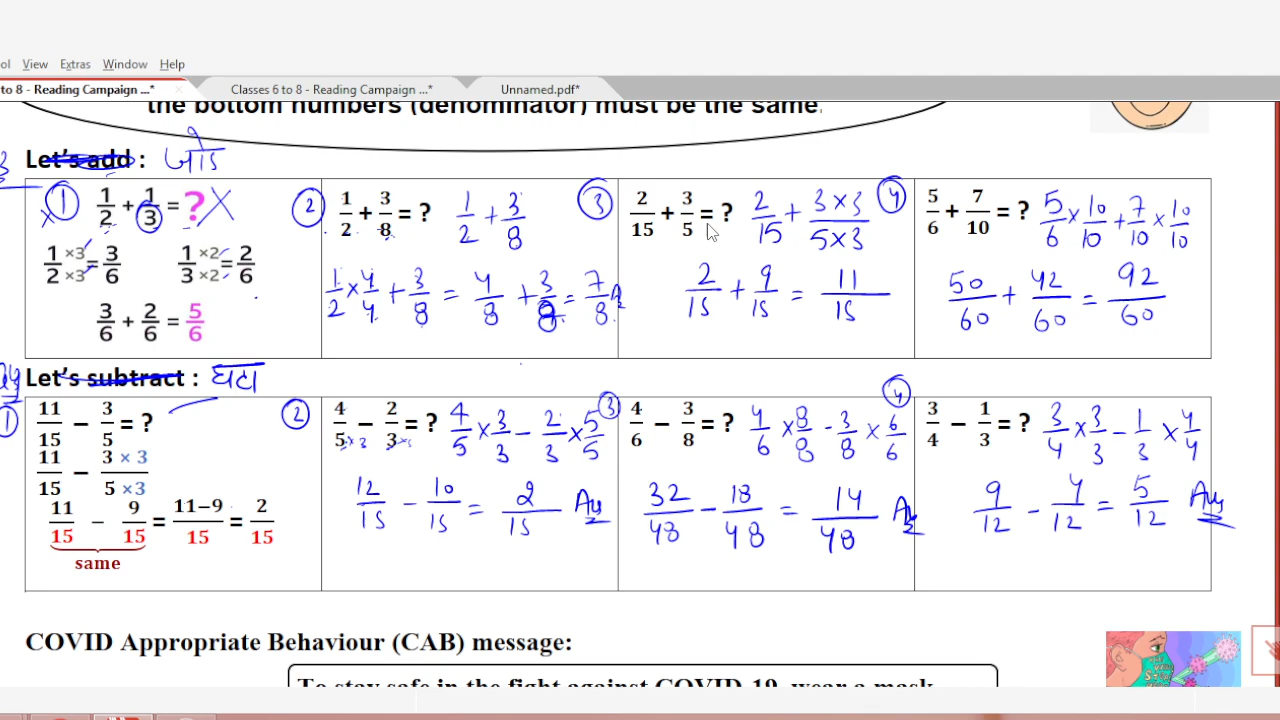 ol View Extras Window Help
to 8 - Reading Campaign ...* Classes 6 to 8 - Reading Campaign ...* Unnamed.pdf*
the bottom numbers (denominator) must be the same.
Let's add : जोड
① 1/2 + 1/3 = ? X
1/2 ×3/×3 = 3/6 1/3 ×2/×2 = 2/6
3/6 + 2/6 = 5/6
② 1/2 + 3/8 = ? 1/2 + 3/8
1/2 × 4/4 + 3/8 = 4/8 + 3/8 = 7/8
③ 2/15 + 3/5 = ? 2/15 + 3×3/5×3
2/15 + 9/15 = 11/15
④ 5/6 + 7/10 = ? 5/6 × 10/10 + 7/10 × 10/10
50/60 + 42/60 = 92/60
Let's subtract : घटा
① 11/15 − 3/5 = ?
11/15 − 3 × 3/5 ×3
11/15 − 9/15 = 11−9/15 = 2/15
same
② 4/5 − 2/3 = ? 4/5 × 3/3 − 2/3 × 5/5
12/15 − 10/15 = 2/15 Ans
③ 4/6 − 3/8 = ? 4/6 × 8/8 − 3/8 × 6/6
32/48 − 18/48 = 14/48 Ans
④ 3/4 − 1/3 = ? 3/4 × 3/3 − 1/3 × 4/4
9/12 − 4/12 = 5/12 Ans
COVID Appropriate Behaviour (CAB) message: